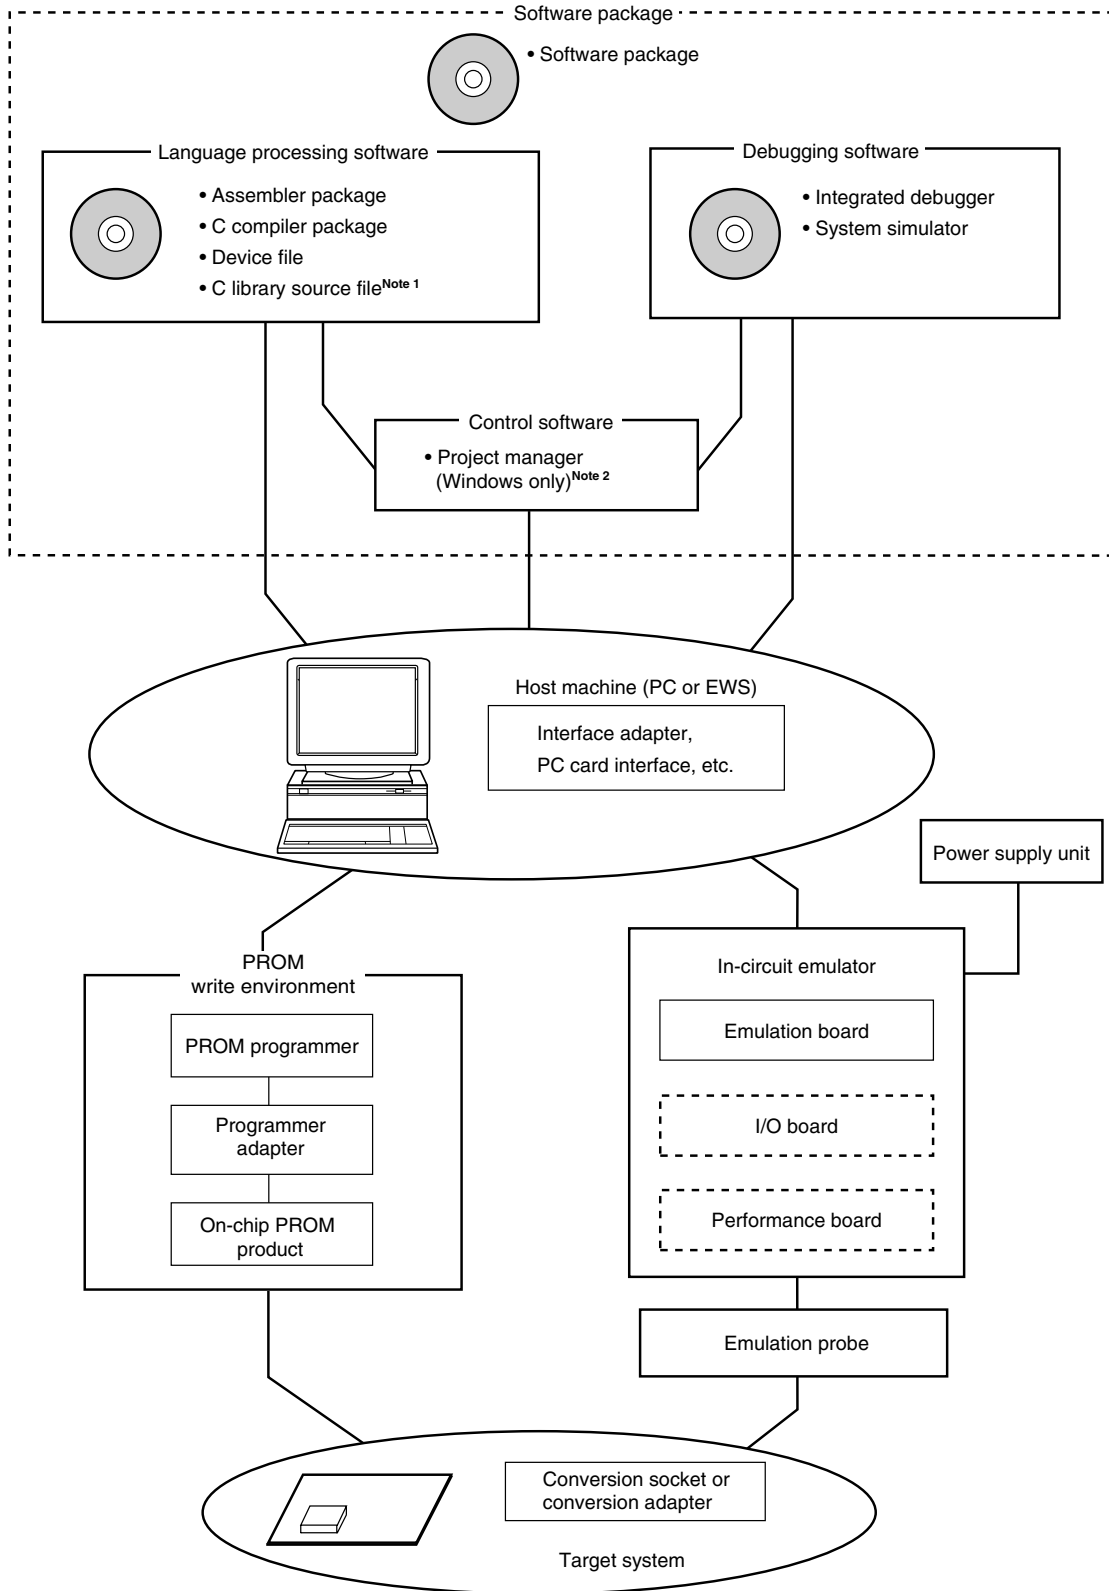 Software package
• Software package
Language processing software
• Assembler package
• C compiler package
• Device file
• C library source file Note 1
Debugging software
• Integrated debugger
• System simulator
Control software
• Project manager
(Windows only) Note 2
Host machine (PC or EWS)
Interface adapter,
PC card interface, etc.
Power supply unit
PROM
write environment
PROM programmer
Programmer
adapter
On-chip PROM
product
In-circuit emulator
Emulation board
I/O board
Performance board
Emulation probe
Conversion socket or
conversion adapter
Target system